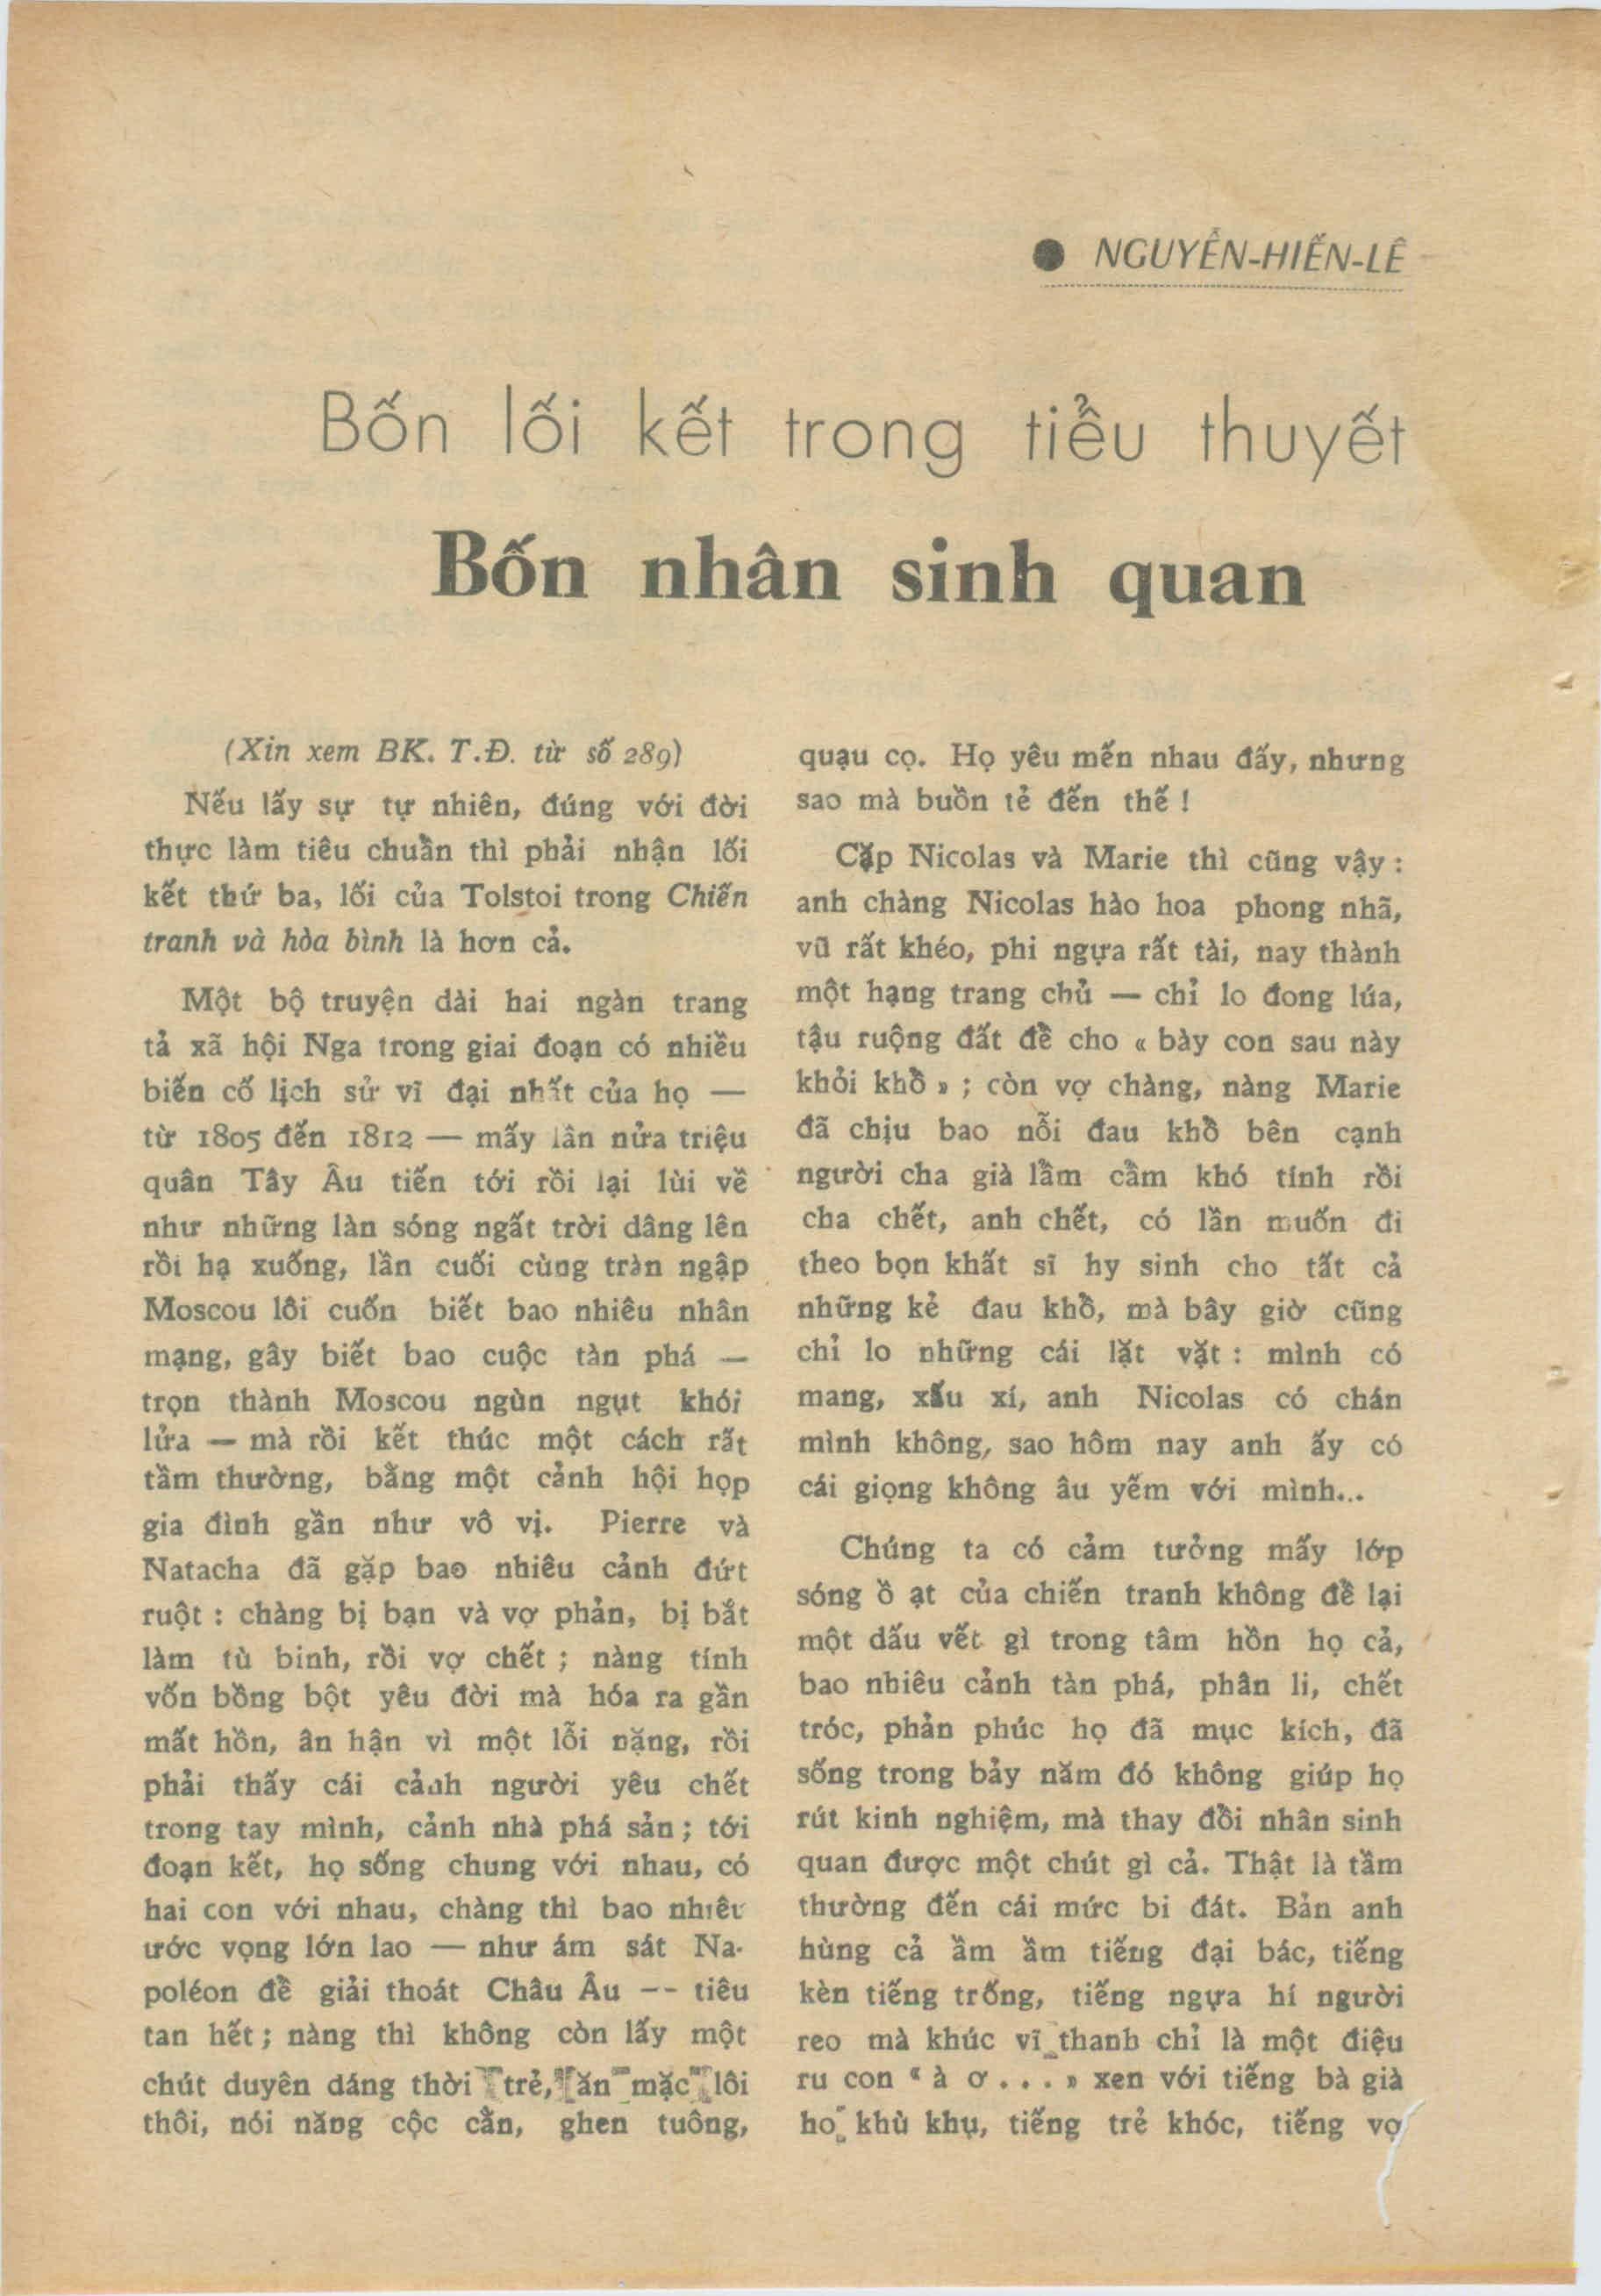 ● NGUYỄN-HIẾN-LÊ
Bốn lối kết trong tiểu thuyết
Bốn nhân sinh quan
(Xin xem BK. T.Đ. từ số 289)
Nếu lấy sự tự nhiên, đúng với đời
thực làm tiêu chuẩn thì phải nhận lối
kết thứ ba, lối của Tolstoi trong Chiến
tranh và hòa bình là hơn cả.
Một bộ truyện dài hai ngàn trang
tả xã hội Nga trong giai đoạn có nhiều
biến cố lịch sử vĩ đại nhất của họ —
từ 1805 đến 1812 — mấy lần nửa triệu
quân Tây Âu tiến tới rồi lại lùi về
như những làn sóng ngất trời dâng lên
rồi hạ xuống, lần cuối cùng tràn ngập
Moscou lôi cuốn biết bao nhiêu nhân
mạng, gây biết bao cuộc tàn phá —
trọn thành Moscou ngùn ngụt khói
lửa — mà rồi kết thúc một cách rất
tầm thường, bằng một cảnh hội họp
gia đình gần như vô vị. Pierre và
Natacha đã gặp bao nhiêu cảnh đứt
ruột : chàng bị bạn và vợ phản, bị bắt
làm tù binh, rồi vợ chết ; nàng tính
vốn bồng bột yêu đời mà hóa ra gần
mất hồn, ân hận vì một lỗi nặng, rồi
phải thấy cái cảnh người yêu chết
trong tay mình, cảnh nhà phá sản ; tới
đoạn kết, họ sống chung với nhau, có
hai con với nhau, chàng thì bao nhiêu
ước vọng lớn lao — như ám sát Na-
poléon để giải thoát Châu Âu -- tiêu
tan hết ; nàng thì không còn lấy một
chút duyên dáng thời trẻ, ăn mặc lôi
thôi, nói năng cộc cằn, ghen tuông,
quạu cọ. Họ yêu mến nhau đấy, nhưng
sao mà buồn tẻ đến thế !
Cặp Nicolas và Marie thì cũng vậy :
anh chàng Nicolas hào hoa phong nhã,
vũ rất khéo, phi ngựa rất tài, nay thành
một hạng trang chủ — chỉ lo đong lúa,
tậu ruộng đất để cho « bày con sau này
khỏi khổ » ; còn vợ chàng, nàng Marie
đã chịu bao nỗi đau khổ bên cạnh
người cha già lầm cẩm khó tính rồi
cha chết, anh chết, có lần muốn đi
theo bọn khất sĩ hy sinh cho tất cả
những kẻ đau khổ, mà bây giờ cũng
chỉ lo những cái lặt vặt : mình có
mang, xấu xí, anh Nicolas có chán
mình không, sao hôm nay anh ấy có
cái giọng không âu yếm với mình...
Chúng ta có cảm tưởng mấy lớp
sóng ồ ạt của chiến tranh không để lại
một dấu vết gì trong tâm hồn họ cả,
bao nhiêu cảnh tàn phá, phân li, chết
tróc, phản phúc họ đã mục kích, đã
sống trong bảy năm đó không giúp họ
rút kinh nghiệm, mà thay đổi nhân sinh
quan được một chút gì cả. Thật là tầm
thường đến cái mức bi đát. Bản anh
hùng cả ầm ầm tiếng đại bác, tiếng
kèn tiếng trống, tiếng ngựa hí người
reo mà khúc vĩ thanh chỉ là một điệu
ru con « à ơ . . . » xen với tiếng bà già
ho khù khụ, tiếng trẻ khóc, tiếng vợ